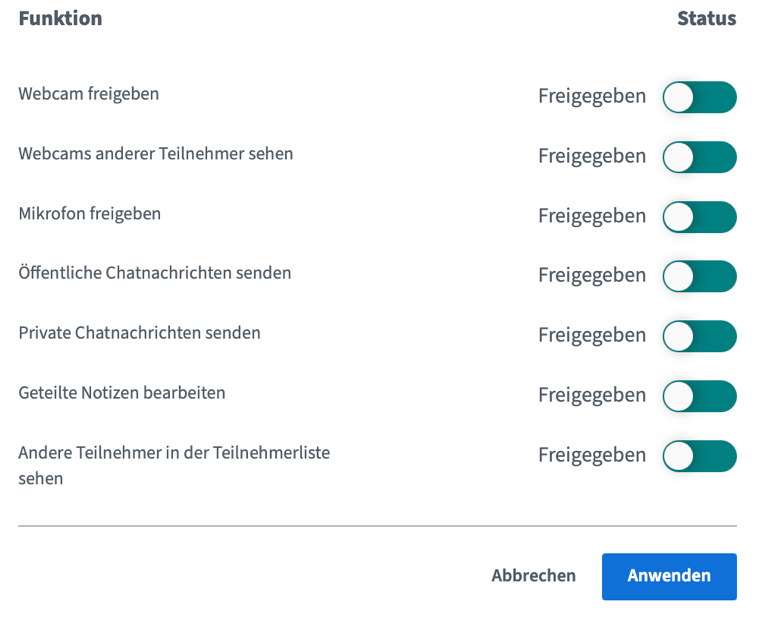 Funktion Status
Webcam freigeben Freigegeben
Webcams anderer Teilnehmer sehen Freigegeben
Mikrofon freigeben Freigegeben
Öffentliche Chatnachrichten senden Freigegeben
Private Chatnachrichten senden Freigegeben
Geteilte Notizen bearbeiten Freigegeben
Andere Teilnehmer in der Teilnehmerliste Freigegeben
sehen
Abbrechen Anwenden